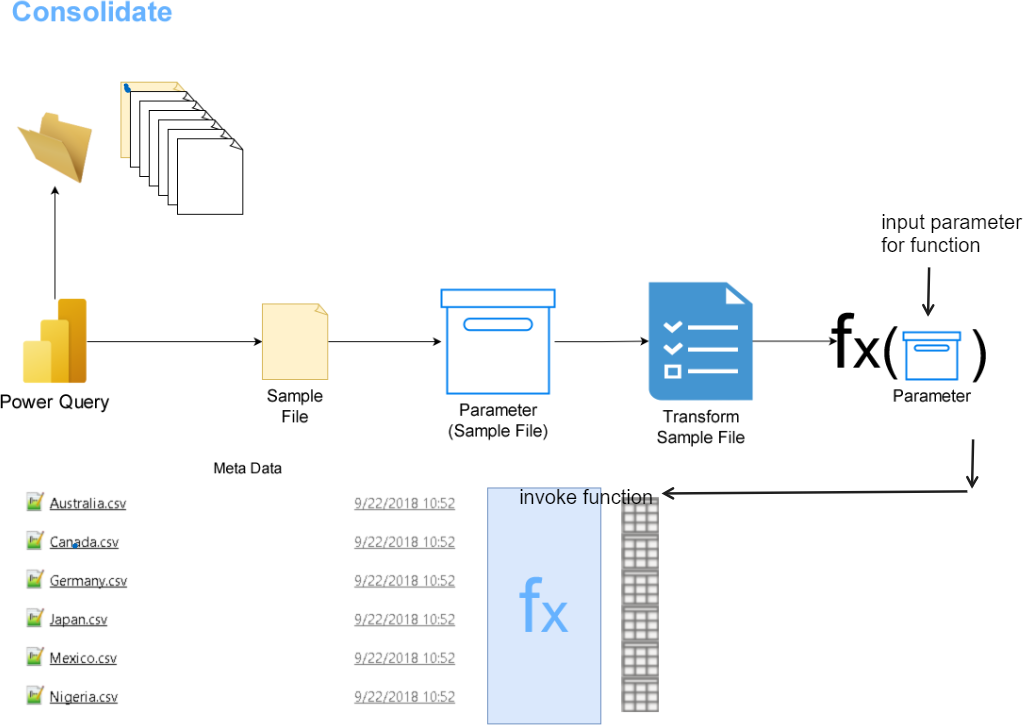 Consolidate
input parameter
for function
fx( )
Power Query
Sample
File
Parameter
(Sample File)
Transform
Sample File
Parameter
Meta Data
invoke function
Australia.csv 9/22/2018 10:52
Canada.csv 9/22/2018 10:52
Germany.csv 9/22/2018 10:52
fx
Japan.csv 9/22/2018 10:52
Mexico.csv 9/22/2018 10:52
Nigeria.csv 9/22/2018 10:52